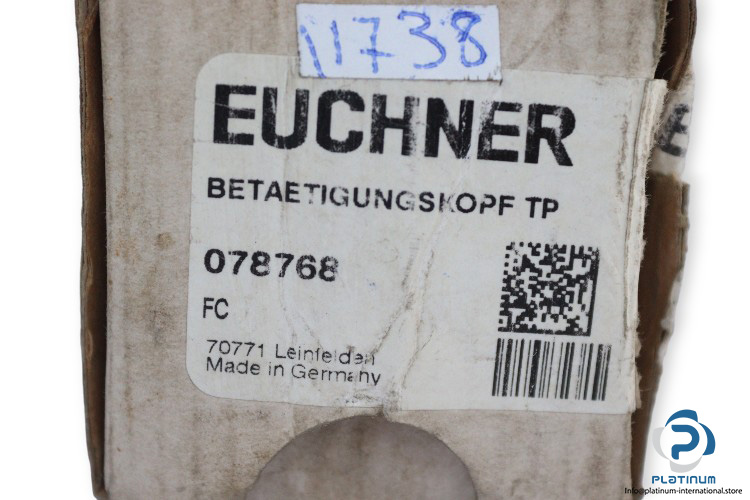 11738
EUCHNER
BETAETIGUNGSKOPF TP
078768
FC
70771 Leinfelden
Made in Germany
PLATINUM
Info@platinum-international.store